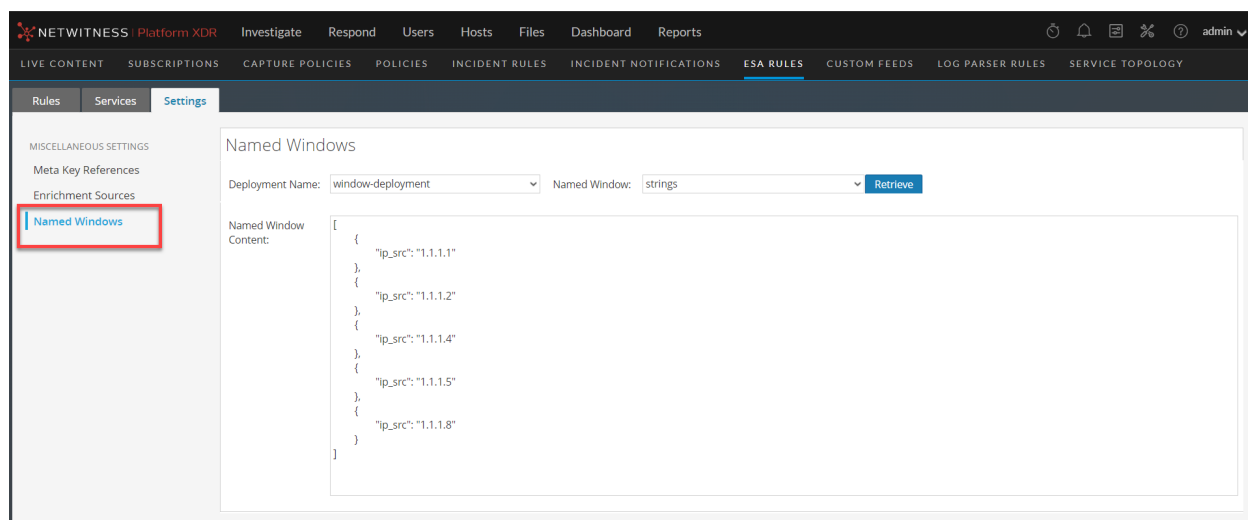 NETWITNESS | Platform XDR Investigate Respond Users Hosts Files Dashboard Reports admin
LIVE CONTENT SUBSCRIPTIONS CAPTURE POLICIES POLICIES INCIDENT RULES INCIDENT NOTIFICATIONS ESA RULES CUSTOM FEEDS LOG PARSER RULES SERVICE TOPOLOGY
Rules Services Settings
MISCELLANEOUS SETTINGS
Meta Key References
Enrichment Sources
Named Windows
Named Windows
Deployment Name: window-deployment Named Window: strings Retrieve
Named Window
Content:
[
{
"ip_src": "1.1.1.1"
},
{
"ip_src": "1.1.1.2"
},
{
"ip_src": "1.1.1.4"
},
{
"ip_src": "1.1.1.5"
},
{
"ip_src": "1.1.1.8"
}
]